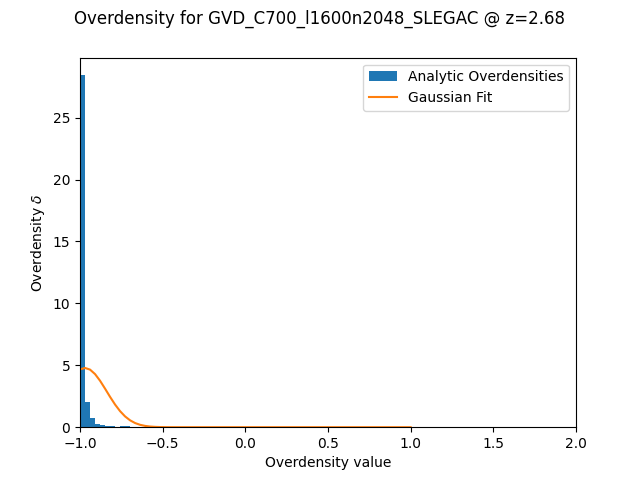 Overdensity for GVD_C700_l1600n2048_SLEGAC @ z=2.68
Analytic Overdensities
Gaussian Fit
Overdensity δ
25
20
15
10
5
0
−1.0 −0.5 0.0 0.5 1.0 1.5 2.0
Overdensity value